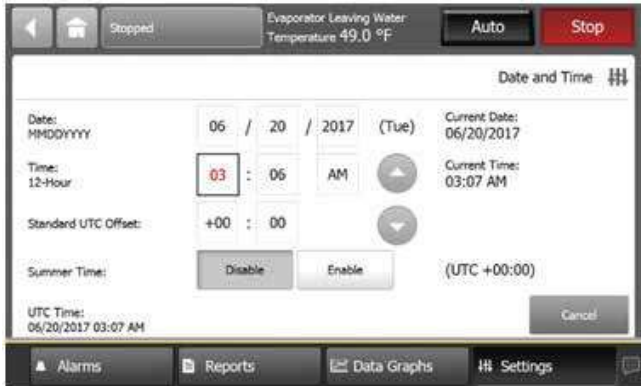 Stopped
Evaporator Leaving Water
Temperature 49.0 °F
Auto
Stop
Date and Time
Date:
MMDDYYYY
06 / 20 / 2017 (Tue)
Current Date:
06/20/2017
Time:
12-Hour
03 : 06 AM
Current Time:
03:07 AM
Standard UTC Offset:
+00 : 00
Summer Time:
Disable
Enable
(UTC +00:00)
UTC Time:
06/20/2017 03:07 AM
Cancel
Alarms
Reports
Data Graphs
Settings